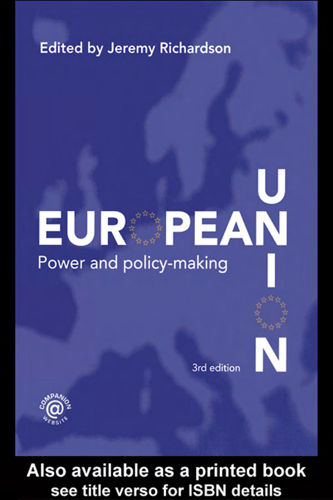 Edited by Jeremy Richardson
EUROPEAN
UNION
Power and policy-making
3rd edition
COMPANION
@
WEBSITE
Also available as a printed book
see title verso for ISBN details